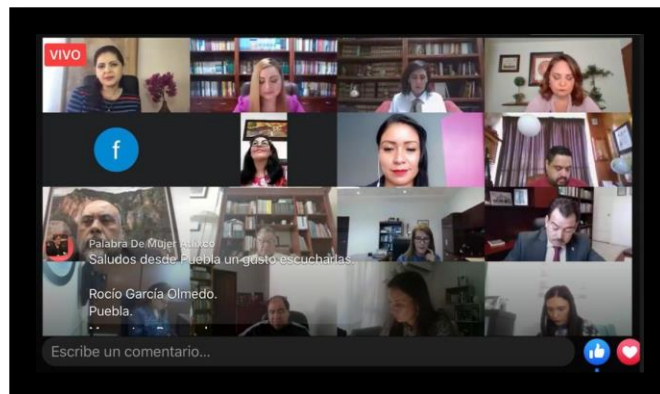 VIVO
f
Palabra De Mujer Atlixco
Saludos desde Puebla un gusto escucharlas.
Rocío García Olmedo.
Puebla.
Escribe un comentario...